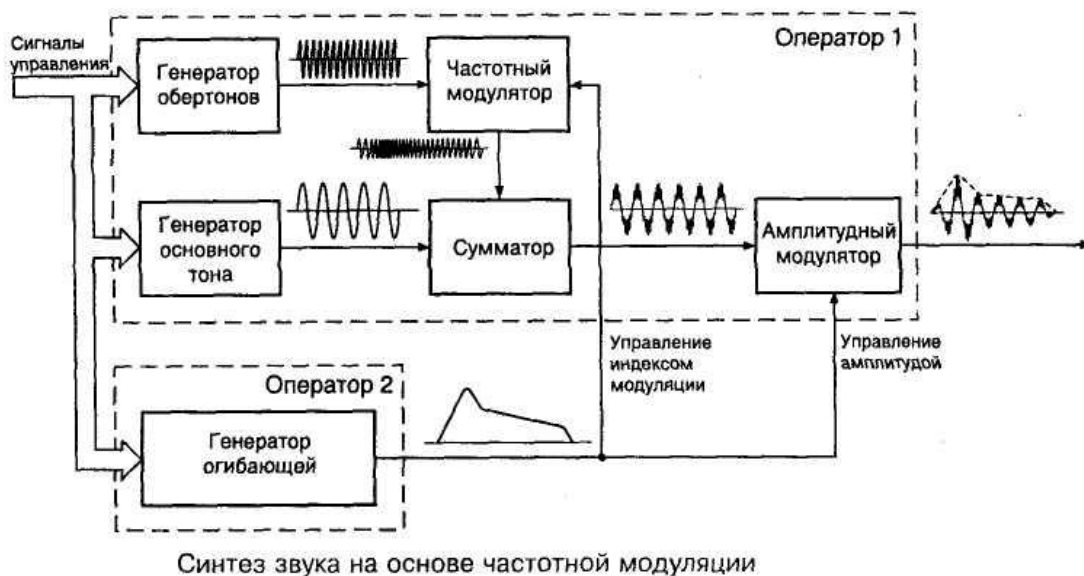 Оператор 1
Сигналы
управления
Генератор
обертонов
Частотный
модулятор
Генератор
основного
тона
Сумматор
Амплитудный
модулятор
Управление
индексом
модуляции
Управление
амплитудой
Оператор 2
Генератор
огибающей
Синтез звука на основе частотной модуляции